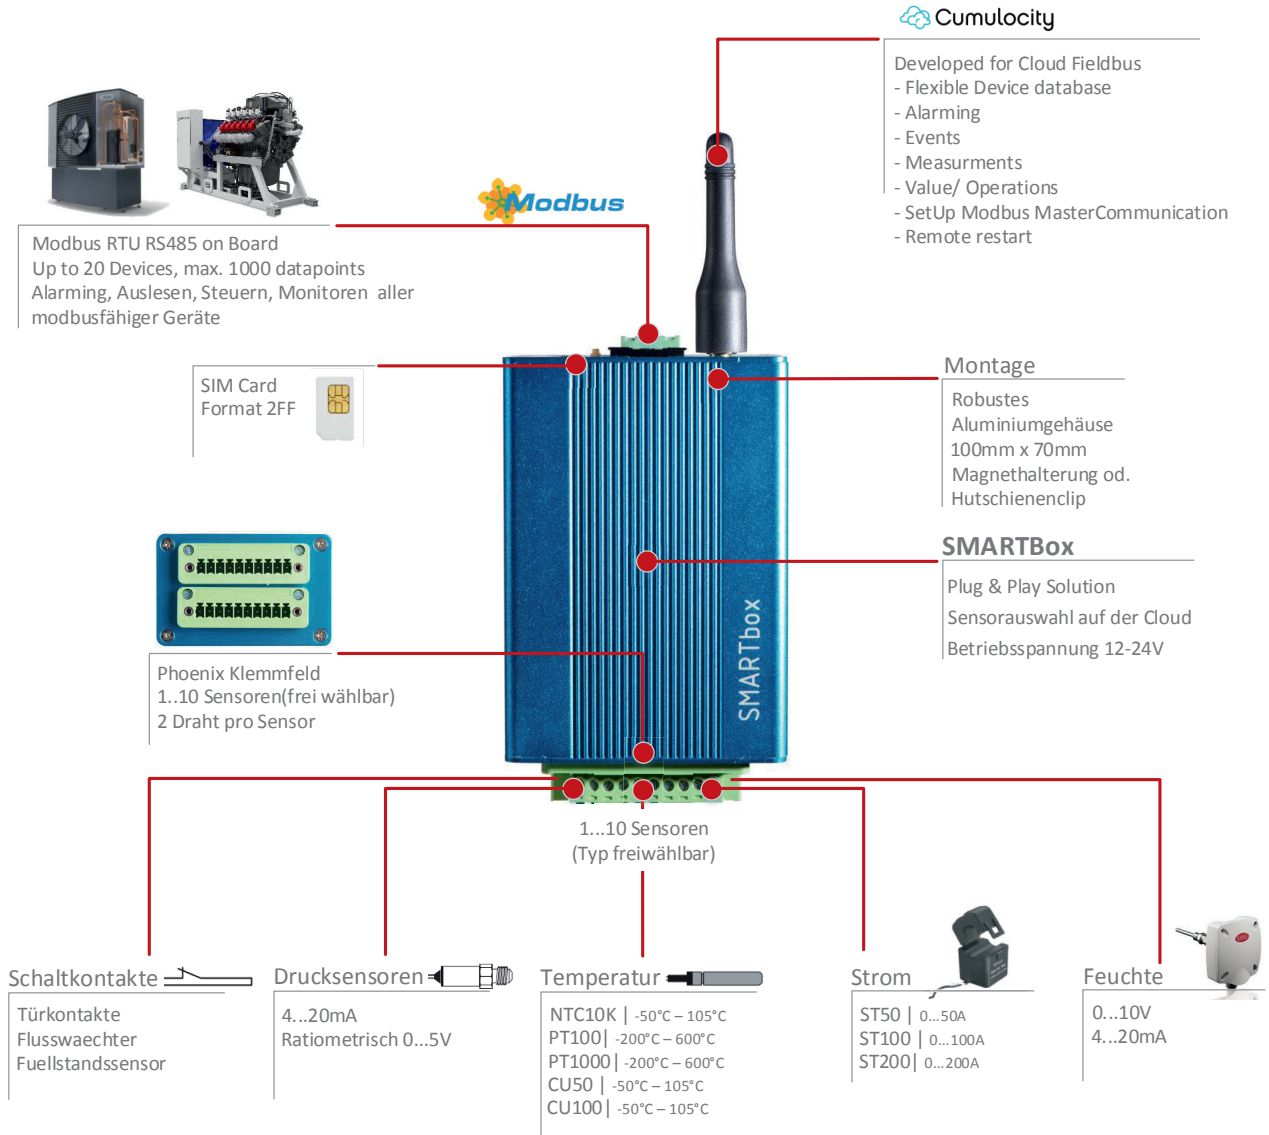 Cumulocity
Developed for Cloud Fieldbus
- Flexible Device database
- Alarming
- Events
- Measurments
- Value/ Operations
- SetUp Modbus MasterCommunication
- Remote restart
Modbus
Modbus RTU RS485 on Board
Up to 20 Devices, max. 1000 datapoints
Alarming, Auslesen, Steuern, Monitoren aller
modbusfähiger Geräte
SIM Card
Format 2FF
Montage
Robustes
Aluminiumgehäuse
100mm x 70mm
Magnethalterung od.
Hutschienenclip
SMARTBox
Plug & Play Solution
Sensorauswahl auf der Cloud
Betriebsspannung 12-24V
SMARTbox
Phoenix Klemmfeld
1..10 Sensoren(frei wählbar)
2 Draht pro Sensor
1...10 Sensoren
(Typ freiwählbar)
Schaltkontakte
Türkontakte
Flusswaechter
Fuellstandssensor
Drucksensoren
4...20mA
Ratiometrisch 0...5V
Temperatur
NTC10K | -50°C – 105°C
PT100| -200°C – 600°C
PT1000| -200°C – 600°C
CU50 | -50°C – 105°C
CU100| -50°C – 105°C
Strom
ST50 | 0...50A
ST100 | 0...100A
ST200| 0...200A
Feuchte
0...10V
4...20mA